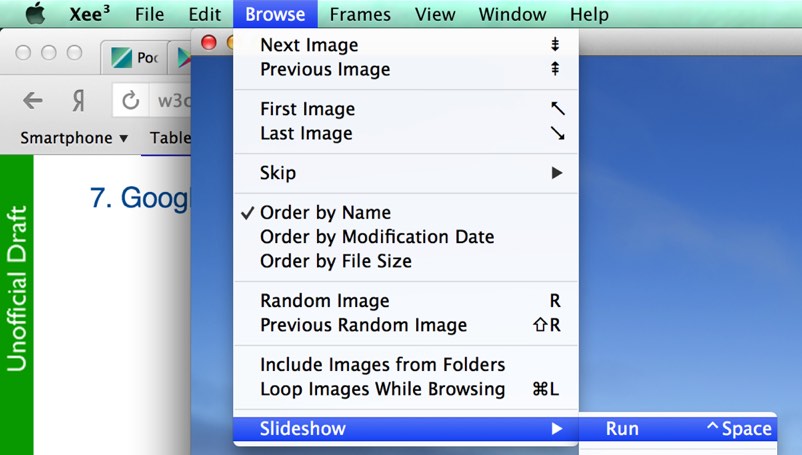 Xee³ File Edit Browse Frames View Window Help
Я w3c
Smartphone ▾ Table
7. Googl
Unofficial Draft
Next Image ⇟
Previous Image ⇞
First Image ↖
Last Image ↘
Skip ▶
✓ Order by Name
Order by Modification Date
Order by File Size
Random Image R
Previous Random Image ⇧R
Include Images from Folders
Loop Images While Browsing ⌘L
Slideshow ▶
Run ^Space